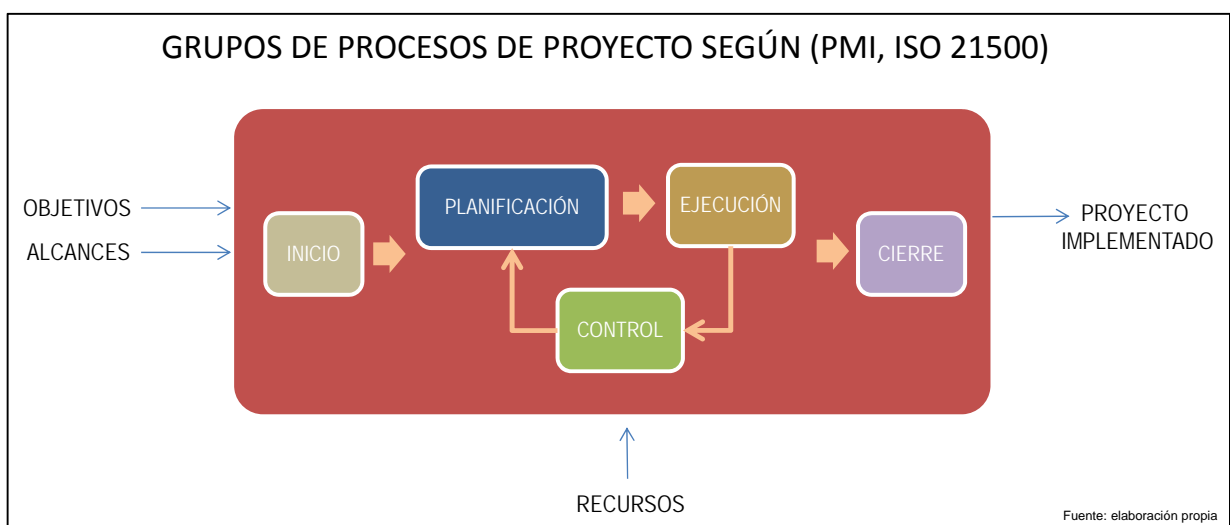 GRUPOS DE PROCESOS DE PROYECTO SEGÚN (PMI, ISO 21500)
OBJETIVOS
ALCANCES
INICIO
PLANIFICACIÓN
EJECUCIÓN
CONTROL
CIERRE
PROYECTO
IMPLEMENTADO
RECURSOS
Fuente: elaboración propia